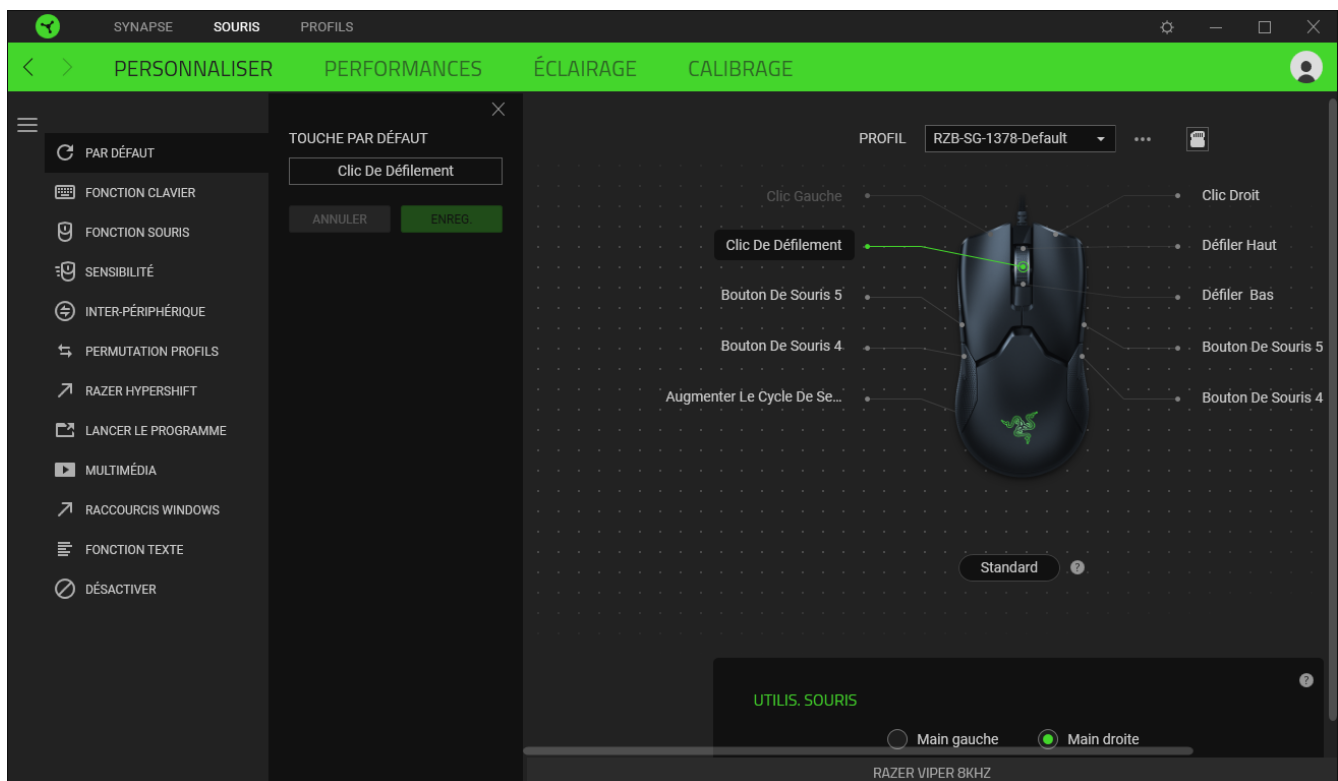 SYNAPSE SOURIS PROFILS
PERSONNALISER PERFORMANCES ÉCLAIRAGE CALIBRAGE
PAR DÉFAUT
FONCTION CLAVIER
FONCTION SOURIS
SENSIBILITÉ
INTER-PÉRIPHÉRIQUE
PERMUTATION PROFILS
RAZER HYPERSHIFT
LANCER LE PROGRAMME
MULTIMÉDIA
RACCOURCIS WINDOWS
FONCTION TEXTE
DÉSACTIVER
TOUCHE PAR DÉFAUT
Clic De Défilement
ANNULER ENREG.
PROFIL RZB-SG-1378-Default
Clic Gauche Clic Droit
Clic De Défilement Défiler Haut
Bouton De Souris 5 Défiler Bas
Bouton De Souris 4 Bouton De Souris 5
Augmenter Le Cycle De Se... Bouton De Souris 4
Standard ?
UTILIS. SOURIS ?
Main gauche Main droite
RAZER VIPER 8KHZ